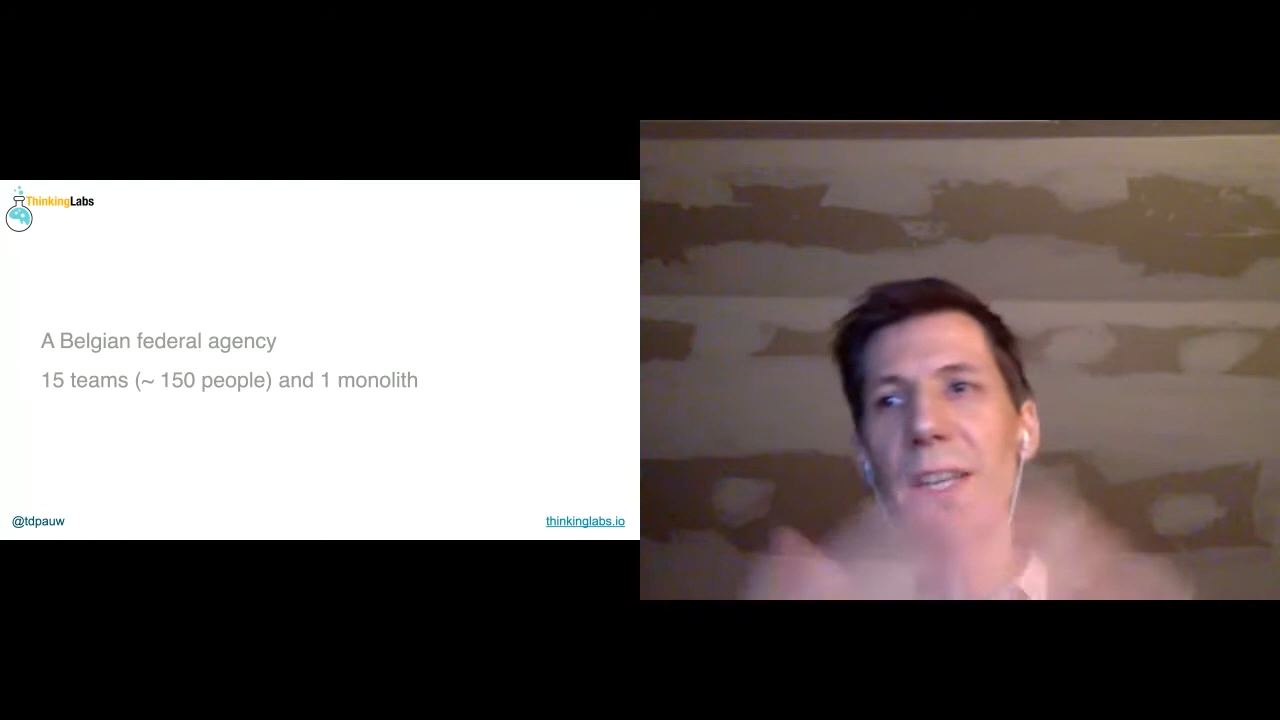 ThinkingLabs
A Belgian federal agency
15 teams (~ 150 people) and 1 monolith
@tdpauw
thinkinglabs.io